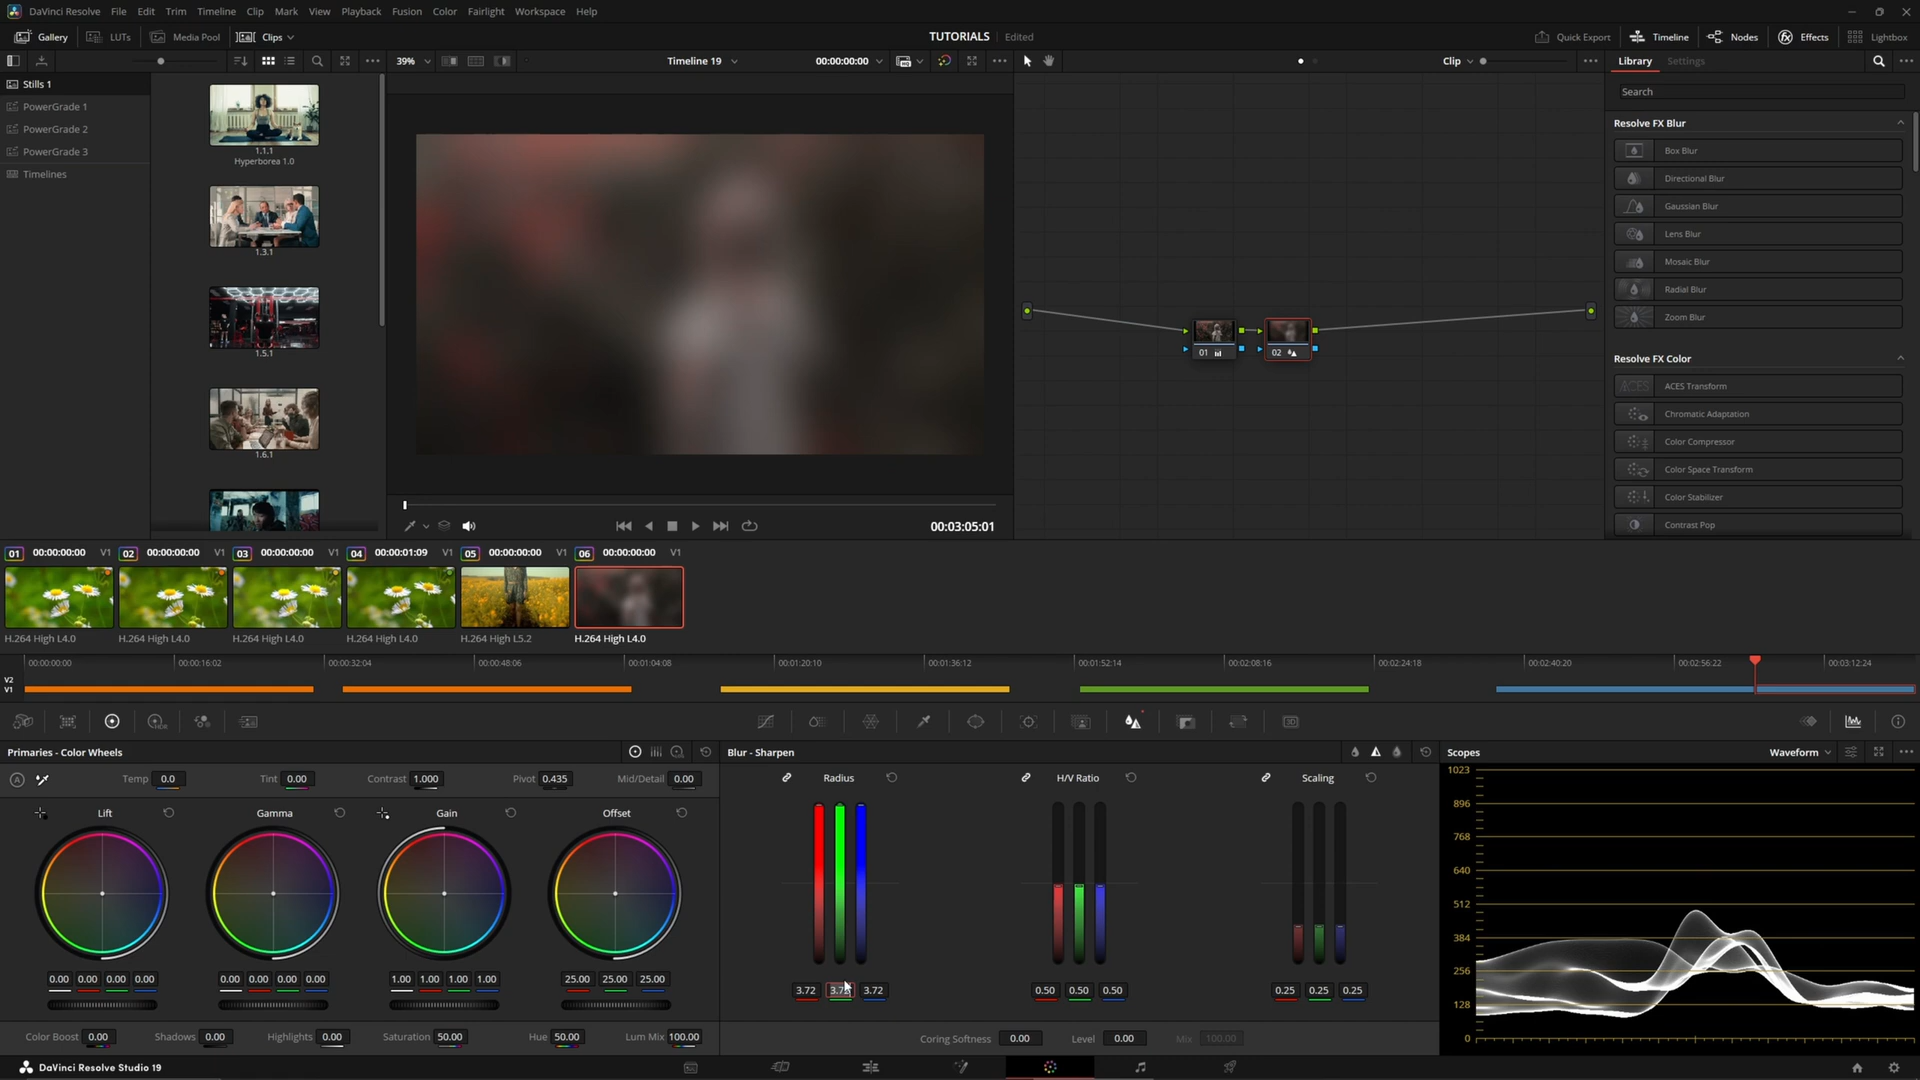 DaVinci Resolve File Edit Trim Timeline Clip Mark View Playback Fusion Color Fairlight Workspace Help
Gallery LUTs Media Pool Clips TUTORIALS Edited Quick Export Timeline Nodes Effects Lightbox
39% Timeline 19 00:00:00:00 Clip Library Settings
Stills 1
PowerGrade 1
PowerGrade 2
PowerGrade 3
Timelines
1.1.1
Hyperborea 1.0
1.3.1
1.5.1
1.6.1
01
02
Search
Resolve FX Blur
Box Blur
Directional Blur
Gaussian Blur
Lens Blur
Mosaic Blur
Radial Blur
Zoom Blur
Resolve FX Color
ACES ACES Transform
Chromatic Adaptation
Color Compressor
Color Space Transform
Color Stabilizer
Contrast Pop
00:03:05:01
01 00:00:00:00 V1 02 00:00:00:00 V1 03 00:00:00:00 V1 04 00:00:01:09 V1 05 00:00:00:00 V1 06 00:00:00:00 V1
H.264 High L4.0 H.264 High L4.0 H.264 High L4.0 H.264 High L4.0 H.264 High L5.2 H.264 High L4.0
00:00:00:00 00:00:16:02 00:00:32:04 00:00:48:06 00:01:04:08 00:01:20:10 00:01:36:12 00:01:52:14 00:02:08:16 00:02:24:18 00:02:40:20 00:02:56:22 00:03:12:24
V2
V1
HDR
3D
Primaries - Color Wheels
A Temp 0.0 Tint 0.00 Contrast 1.000 Pivot 0.435 Mid/Detail 0.00
Lift Gamma Gain Offset
0.00 0.00 0.00 0.00 0.00 0.00 0.00 0.00 1.00 1.00 1.00 1.00 25.00 25.00 25.00
Color Boost 0.00 Shadows 0.00 Highlights 0.00 Saturation 50.00 Hue 50.00 Lum Mix 100.00
Blur - Sharpen
Radius H/V Ratio Scaling
3.72 3.72 0.50 0.50 0.50 0.25 0.25 0.25
Coring Softness 0.00 Level 0.00 Mix 100.00
Scopes Waveform
1023
896
768
640
512
384
256
128
0
DaVinci Resolve Studio 19